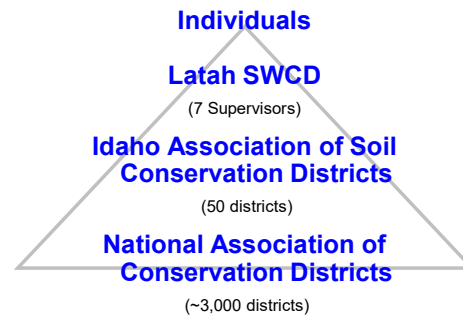 Individuals
Latah SWCD
(7 Supervisors)
Idaho Association of Soil
Conservation Districts
(50 districts)
National Association of
Conservation Districts
(~3,000 districts)